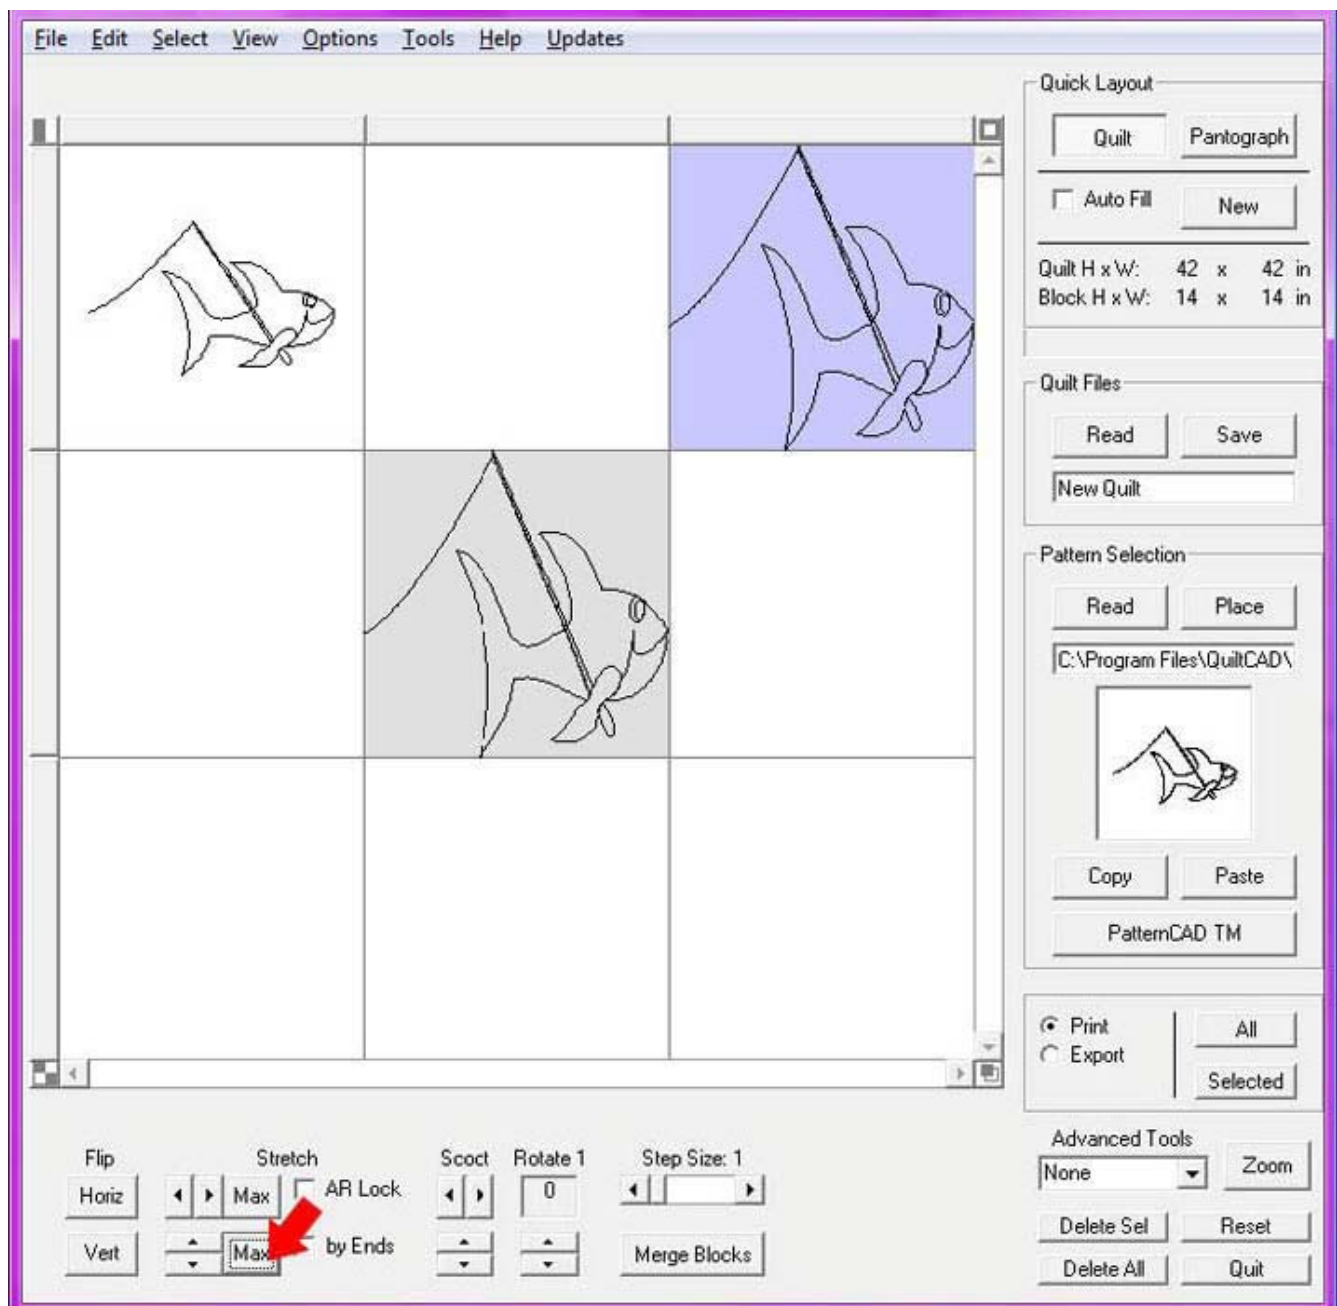 File Edit Select View Options Tools Help Updates
Quick Layout
Quilt Pantograph
Auto Fill New
Quilt H x W: 42 x 42 in
Block H x W: 14 x 14 in
Quilt Files
Read Save
New Quilt
Pattern Selection
Read Place
C:\Program Files\QuiltCAD\
Copy Paste
PatternCAD TM
Print All
Export
Selected
Flip Stretch Scoot Rotate 1 Step Size: 1
Horiz Max AR Lock 0
Vert Max by Ends Merge Blocks
Advanced Tools
None Zoom
Delete Sel Reset
Delete All Quit